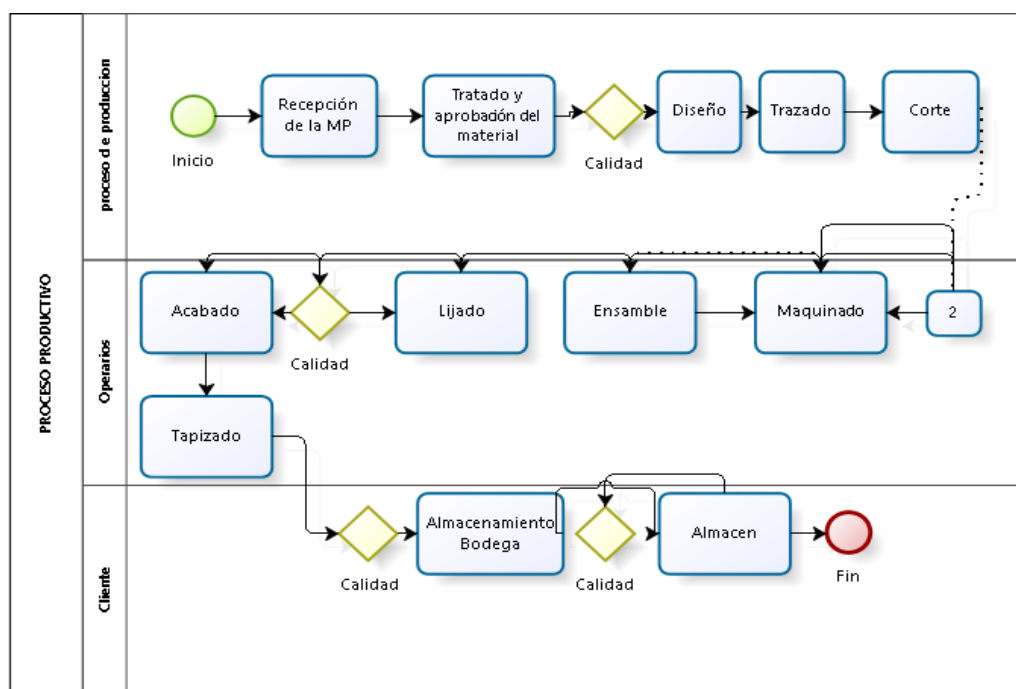 PROCESO PRODUCTIVO
proceso d e produccion
Inicio
Recepción
de la MP
Tratado y
aprobación del
material
Calidad
Diseño
Trazado
Corte
Operarios
Acabado
Calidad
Lijado
Ensamble
Maquinado
2
Tapizado
Cliente
Calidad
Almacenamiento
Bodega
Calidad
Almacen
Fin